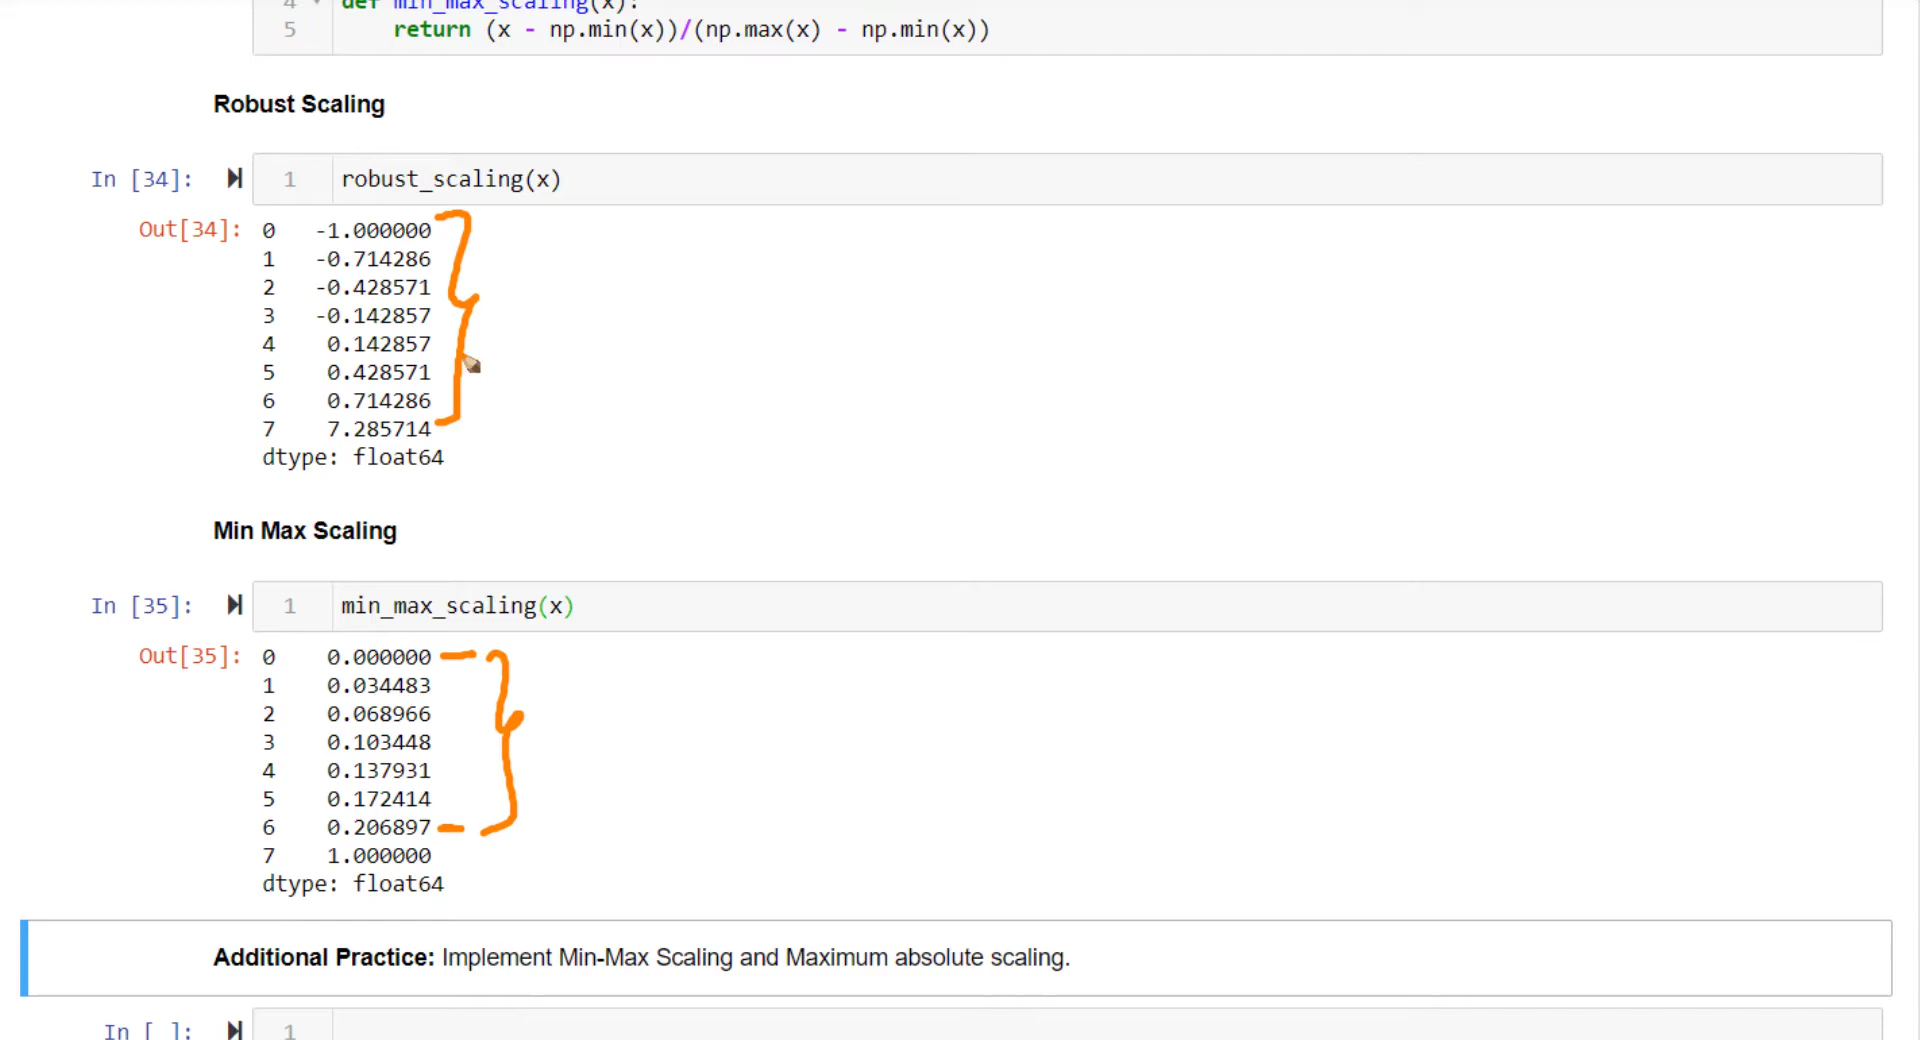 4 def min_max_scaling(x):
5 return (x - np.min(x))/(np.max(x) - np.min(x))
Robust Scaling
In [34]: 1 robust_scaling(x)
Out[34]: 0 -1.000000
1 -0.714286
2 -0.428571
3 -0.142857
4 0.142857
5 0.428571
6 0.714286
7 7.285714
dtype: float64
Min Max Scaling
In [35]: 1 min_max_scaling(x)
Out[35]: 0 0.000000
1 0.034483
2 0.068966
3 0.103448
4 0.137931
5 0.172414
6 0.206897
7 1.000000
dtype: float64
Additional Practice: Implement Min-Max Scaling and Maximum absolute scaling.
In [ ]: 1